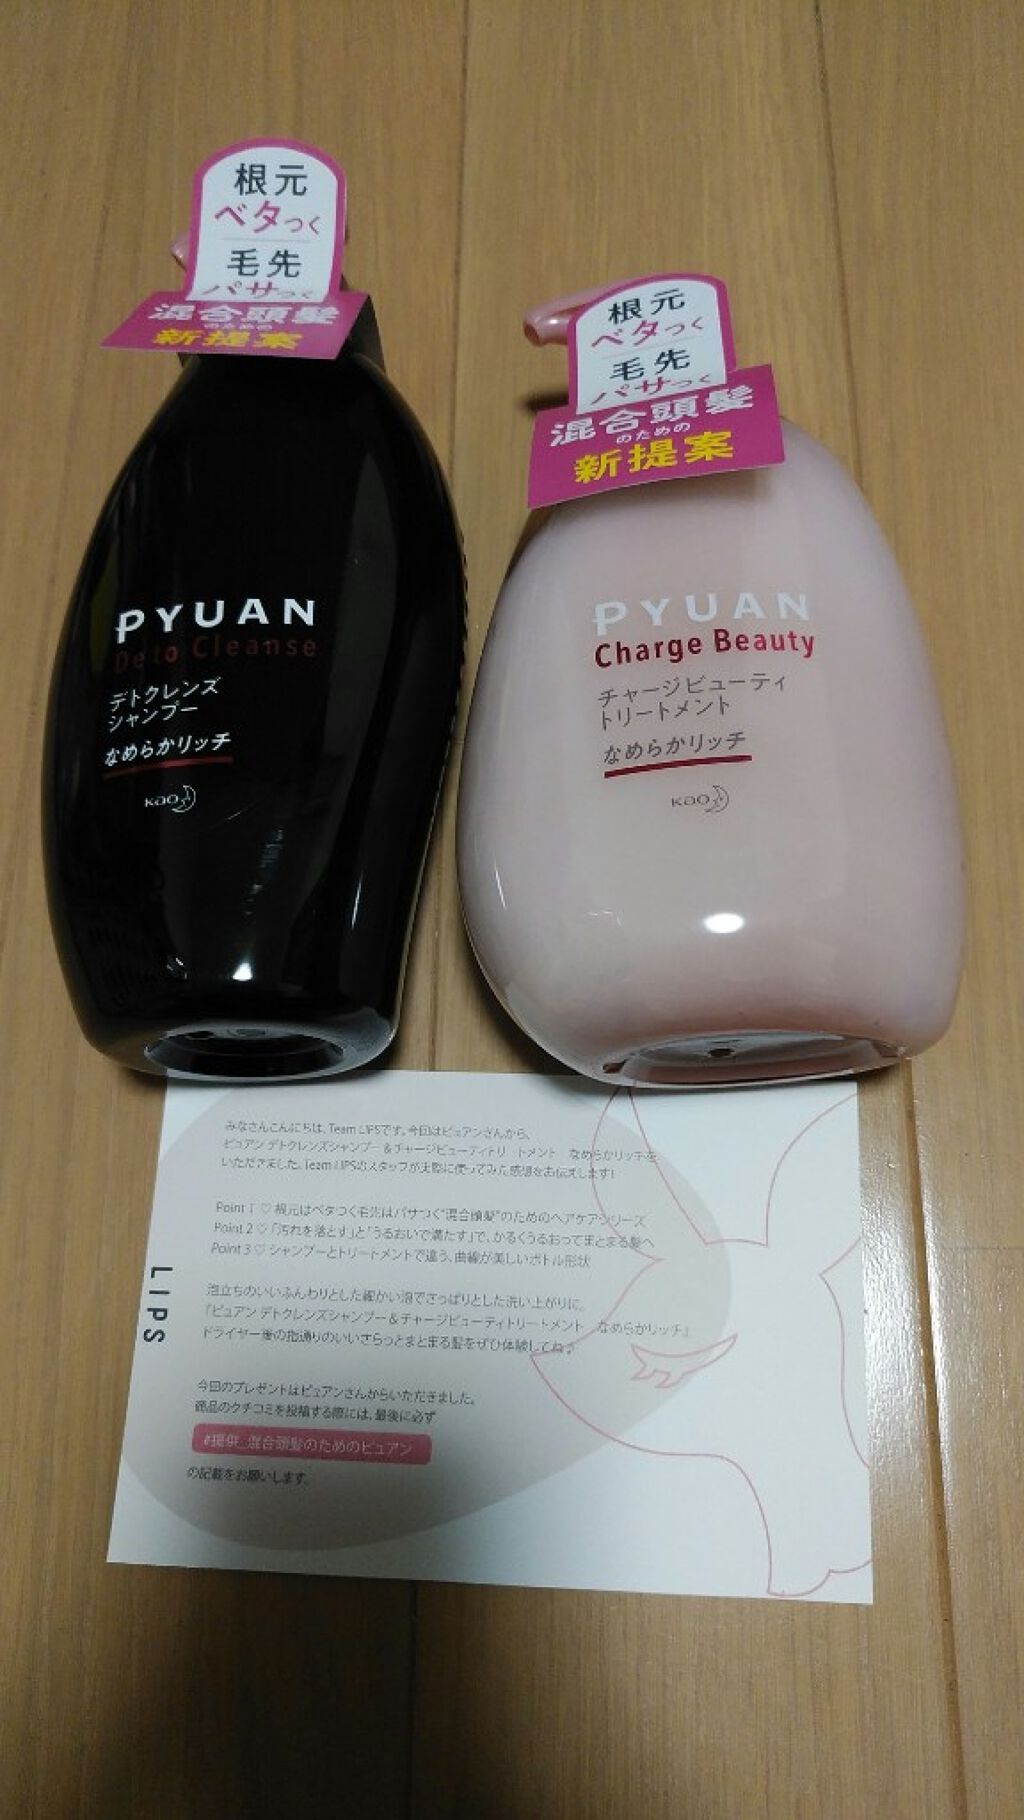 根元
ベタつく
毛先
パサつく
混合頭髪
のための
新提案
PYUAN
Deto Cleanse
デトクレンズ
シャンプー
なめらかリッチ
Kao
根元
ベタつく
毛先
パサつく
混合頭髪
のための
新提案
PYUAN
Charge Beauty
チャージビューティ
トリートメント
なめらかリッチ
Kao
みなさんこんにちは、Team LIPSです。今回はピュアンさんから、
ピュアン デトクレンズシャンプー＆チャージビューティトリートメント　なめらかリッチを
いただきました。Team LIPSのスタッフが実際に使ってみた感想をお伝えします！
Point 1 ♡ 根元はベタつく毛先はパサつく“混合頭髪”のためのヘアケアシリーズ
Point 2 ♡ 「汚れを落とす」と「うるおいで満たす」で、かるくうるおってまとまる髪へ
Point 3 ♡ シャンプーとトリートメントで違う、曲線が美しいボトル形状
泡立ちのいいふんわりとした細かい泡でさっぱりとした洗い上がりに。
『ピュアン デトクレンズシャンプー＆チャージビューティトリートメント　なめらかリッチ』
ドライヤー後の指通りのいいさらっとまとまる髪をぜひ体験してね♪
今回のプレゼントはピュアンさんからいただきました。
商品のクチコミを投稿する際には、最後に必ず
#提供_混合頭髪のためのピュアン
の記載をお願いします。
LIPS